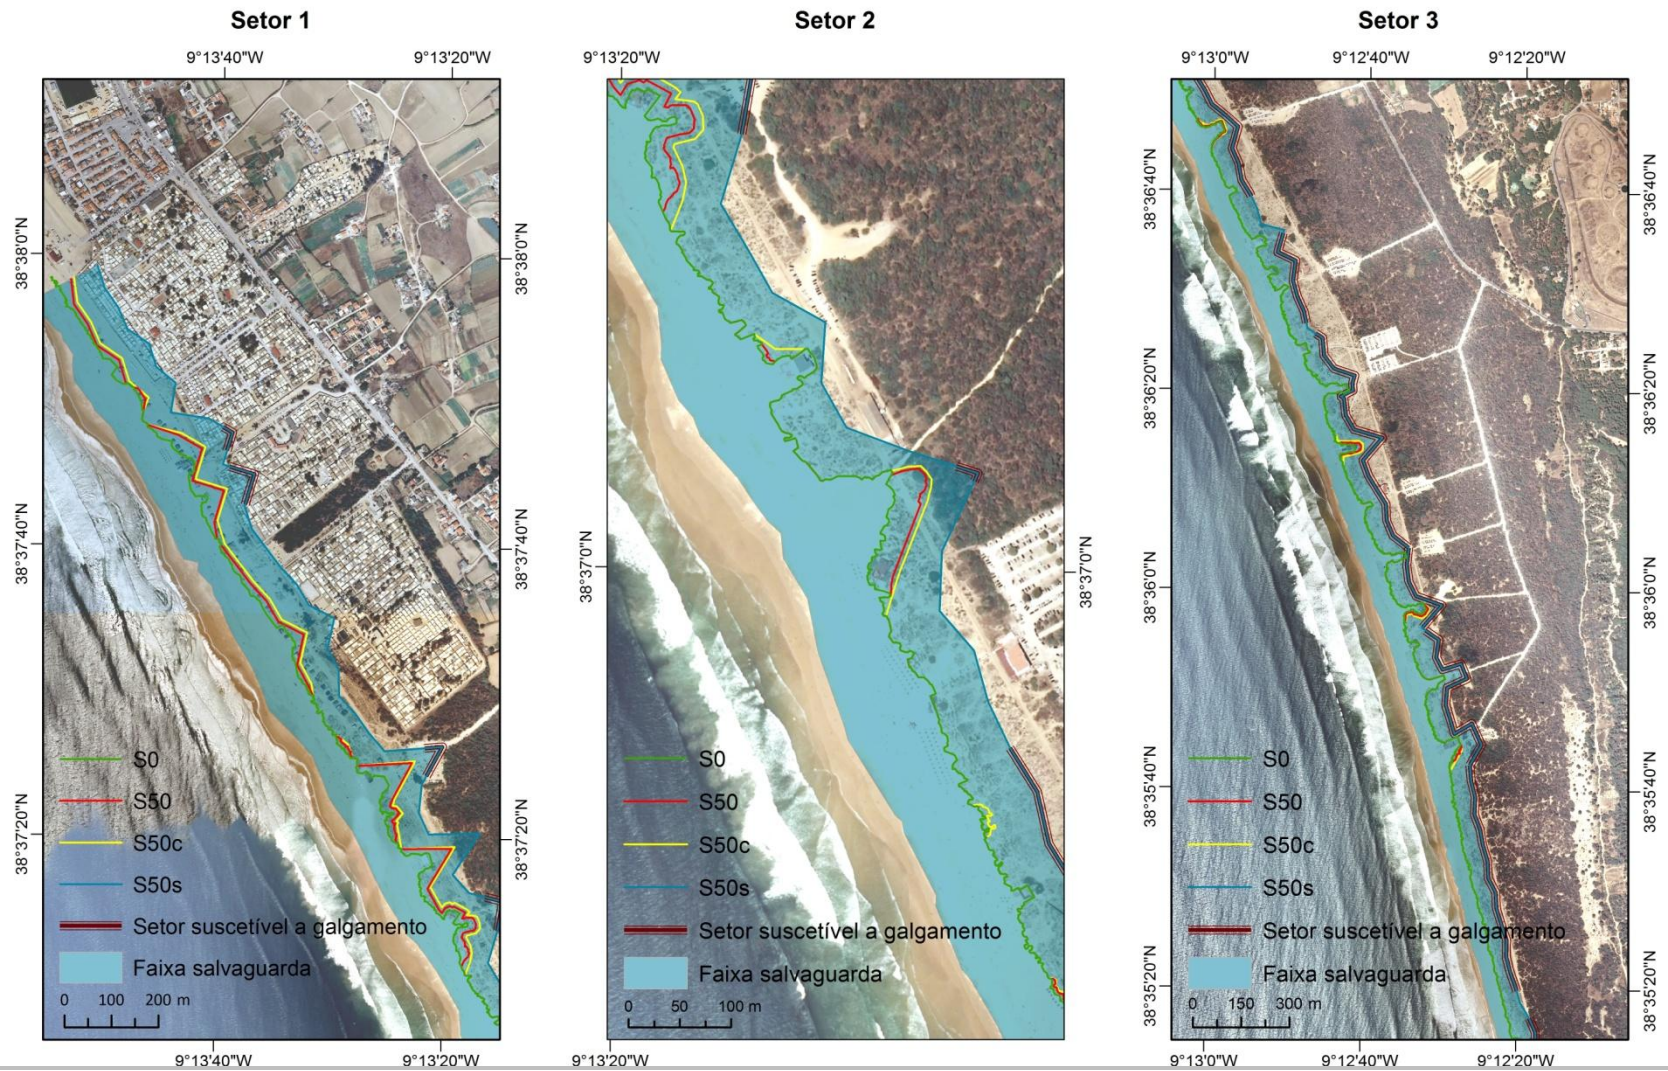 Setor 1
9°13'40"W
9°13'20"W
38°38'0"N
38°38'0"N
38°37'40"N
38°37'40"N
38°37'20"N
38°37'20"N
S0
S50
S50c
S50s
Setor suscetível a galgamento
Faixa salvaguarda
0 100 200 m
9°13'40"W
9°13'20"W
Setor 2
9°13'20"W
38°37'0"N
38°37'0"N
S0
S50
S50c
S50s
Setor suscetível a galgamento
Faixa salvaguarda
0 50 100 m
9°13'20"W
Setor 3
9°13'0"W
9°12'40"W
9°12'20"W
38°36'40"N
38°36'40"N
38°36'20"N
38°36'20"N
38°36'0"N
38°36'0"N
38°35'40"N
38°35'40"N
38°35'20"N
38°35'20"N
S0
S50
S50c
S50s
Setor suscetível a galgamento
Faixa salvaguarda
0 150 300 m
9°13'0"W
9°12'40"W
9°12'20"W